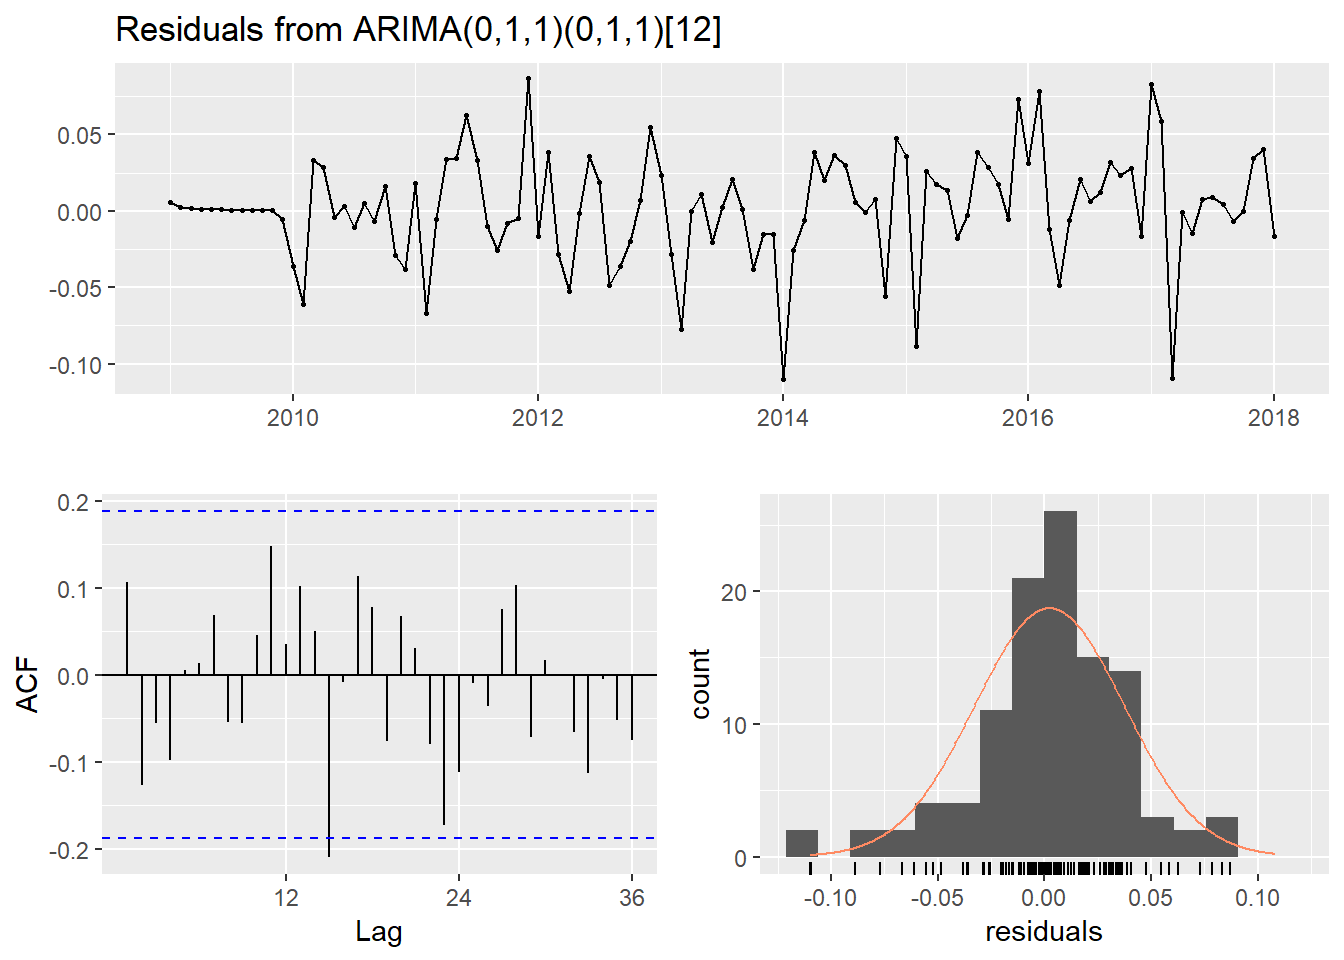 Residuals from ARIMA(0,1,1)(0,1,1)[12]
0.05
0.00
-0.05
-0.10
2010 2012 2014 2016 2018
ACF
0.2
0.1
0.0
-0.1
-0.2
12 24 36
Lag
count
20
10
0
-0.10 -0.05 0.00 0.05 0.10
residuals